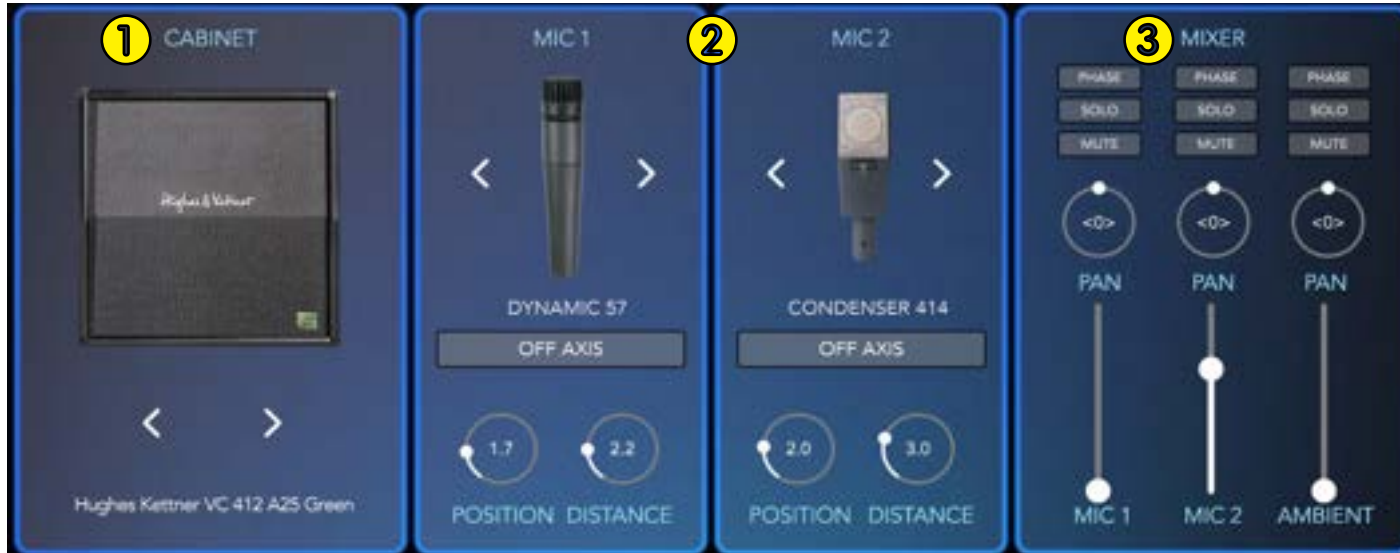 1 CABINET
Hughes & Kettner
Hughes Kettner VC 412 A25 Green
MIC 1
DYNAMIC 57
OFF AXIS
1.7 2.2
POSITION DISTANCE
2
MIC 2
CONDENSER 414
OFF AXIS
2.0 3.0
POSITION DISTANCE
3 MIXER
PHASE PHASE PHASE
SOLO SOLO SOLO
MUTE MUTE MUTE
<0> <0> <0>
PAN PAN PAN
MIC 1 MIC 2 AMBIENT